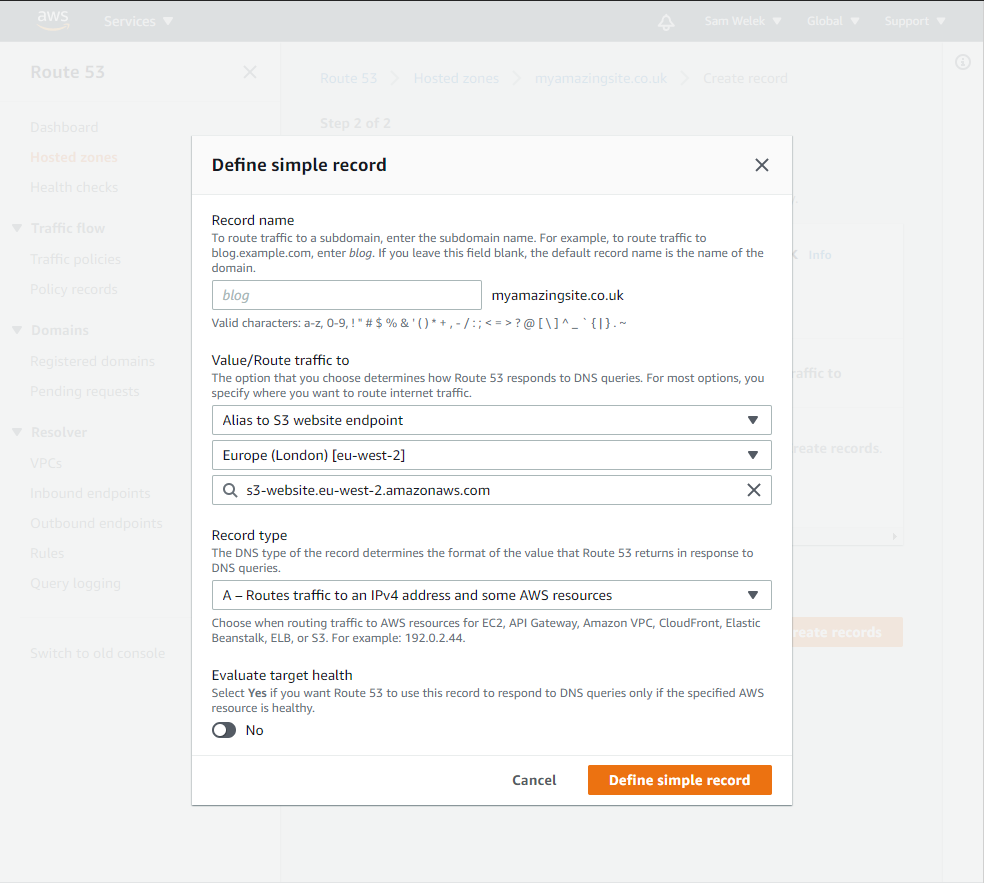 aws
Services
Sam Welek
Global
Support
Route 53
Dashboard
Hosted zones
Health checks
Traffic flow
Traffic policies
Policy records
Domains
Registered domains
Pending requests
Resolver
VPCs
Inbound endpoints
Outbound endpoints
Rules
Query logging
Switch to old console
Route 53
Hosted zones
myamazingsite.co.uk
Create record
Step 2 of 2
Info
raffic to
reate records.
reate records
Define simple record
Record name
To route traffic to a subdomain, enter the subdomain name. For example, to route traffic to
blog.example.com, enter blog. If you leave this field blank, the default record name is the name of the
domain.
blog
myamazingsite.co.uk
Valid characters: a-z, 0-9, ! " # $ % & ' ( ) * + , - / : ; < = > ? @ [ \ ] ^ _ ` { | } . ~
Value/Route traffic to
The option that you choose determines how Route 53 responds to DNS queries. For most options, you
specify where you want to route internet traffic.
Alias to S3 website endpoint
Europe (London) [eu-west-2]
s3-website.eu-west-2.amazonaws.com
Record type
The DNS type of the record determines the format of the value that Route 53 returns in response to
DNS queries.
A – Routes traffic to an IPv4 address and some AWS resources
Choose when routing traffic to AWS resources for EC2, API Gateway, Amazon VPC, CloudFront, Elastic
Beanstalk, ELB, or S3. For example: 192.0.2.44.
Evaluate target health
Select Yes if you want Route 53 to use this record to respond to DNS queries only if the specified AWS
resource is healthy.
No
Cancel
Define simple record